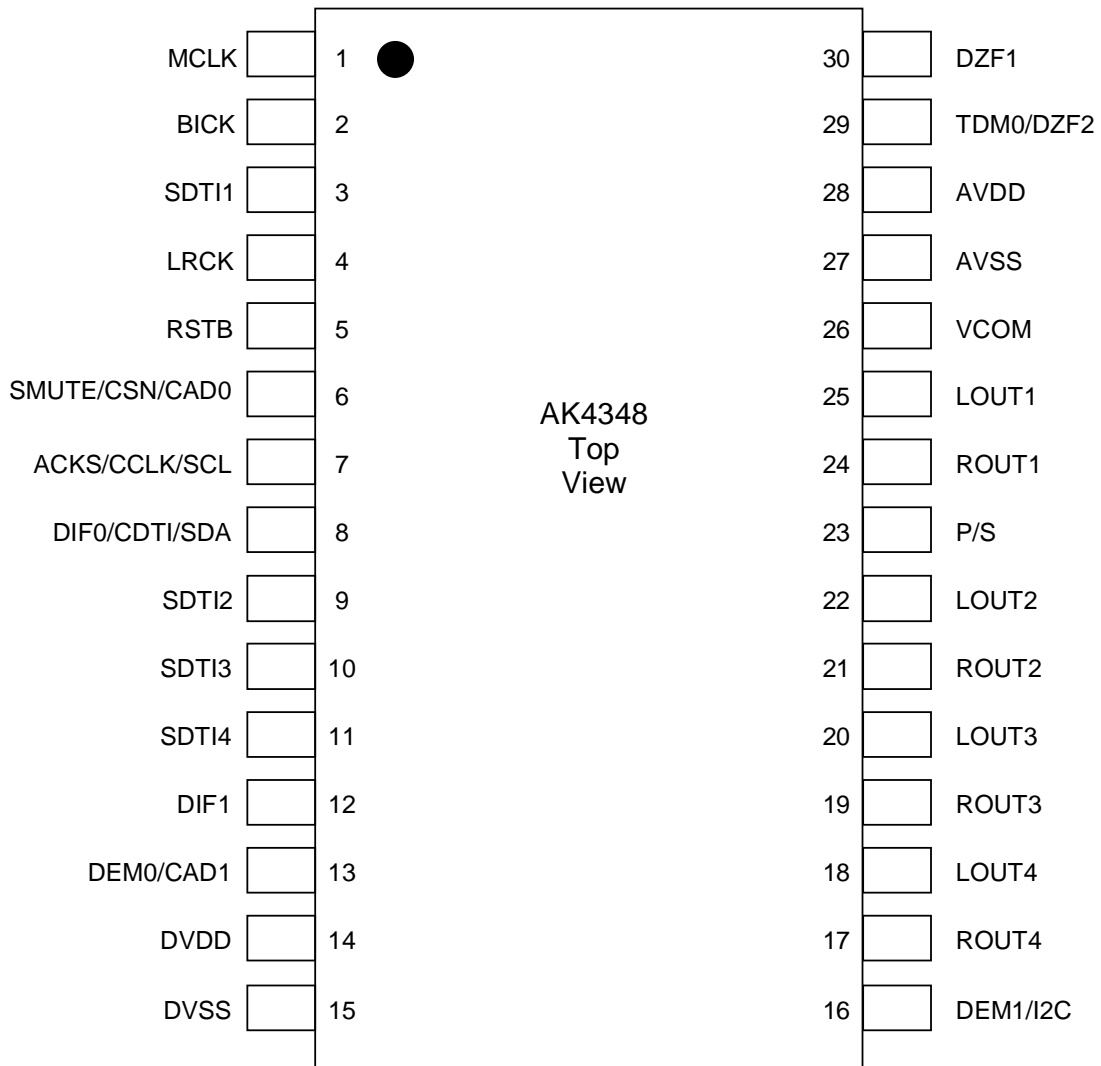 MCLK 1 30 DZF1
BICK 2 29 TDM0/DZF2
SDTI1 3 28 AVDD
LRCK 4 27 AVSS
RSTB 5 26 VCOM
SMUTE/CSN/CAD0 6 25 LOUT1
AK4348
Top
View
ACKS/CCLK/SCL 7 24 ROUT1
DIF0/CDTI/SDA 8 23 P/S
SDTI2 9 22 LOUT2
SDTI3 10 21 ROUT2
SDTI4 11 20 LOUT3
DIF1 12 19 ROUT3
DEM0/CAD1 13 18 LOUT4
DVDD 14 17 ROUT4
DVSS 15 16 DEM1/I2C